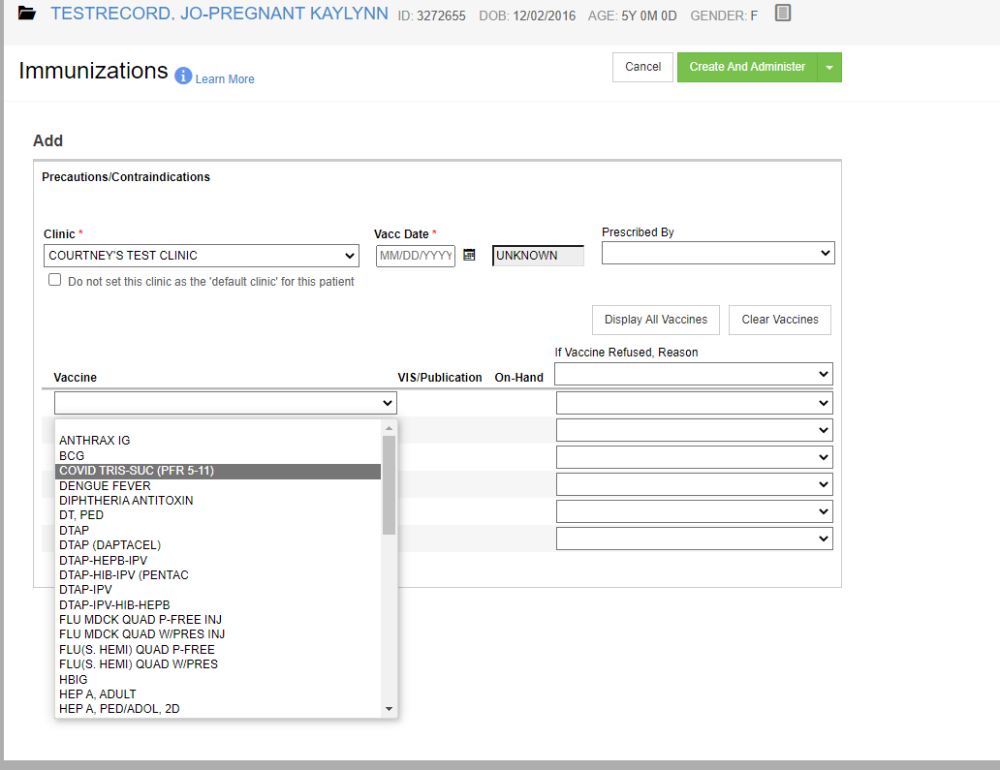 TESTRECORD, JO-PREGNANT KAYLYNN ID: 3272655 DOB: 12/02/2016 AGE: 5Y 0M 0D GENDER: F
Immunizations i Learn More
Cancel
Create And Administer
Add
Precautions/Contraindications
Clinic *
Vacc Date *
Prescribed By
COURTNEY'S TEST CLINIC
MM/DD/YYYY
UNKNOWN
Do not set this clinic as the 'default clinic' for this patient
Display All Vaccines
Clear Vaccines
If Vaccine Refused, Reason
Vaccine
VIS/Publication
On-Hand
ANTHRAX IG
BCG
COVID TRIS-SUC (PFR 5-11)
DENGUE FEVER
DIPHTHERIA ANTITOXIN
DT, PED
DTAP
DTAP (DAPTACEL)
DTAP-HEPB-IPV
DTAP-HIB-IPV (PENTAC
DTAP-IPV
DTAP-IPV-HIB-HEPB
FLU MDCK QUAD P-FREE INJ
FLU MDCK QUAD W/PRES INJ
FLU(S. HEMI) QUAD P-FREE
FLU(S. HEMI) QUAD W/PRES
HBIG
HEP A, ADULT
HEP A, PED/ADOL, 2D